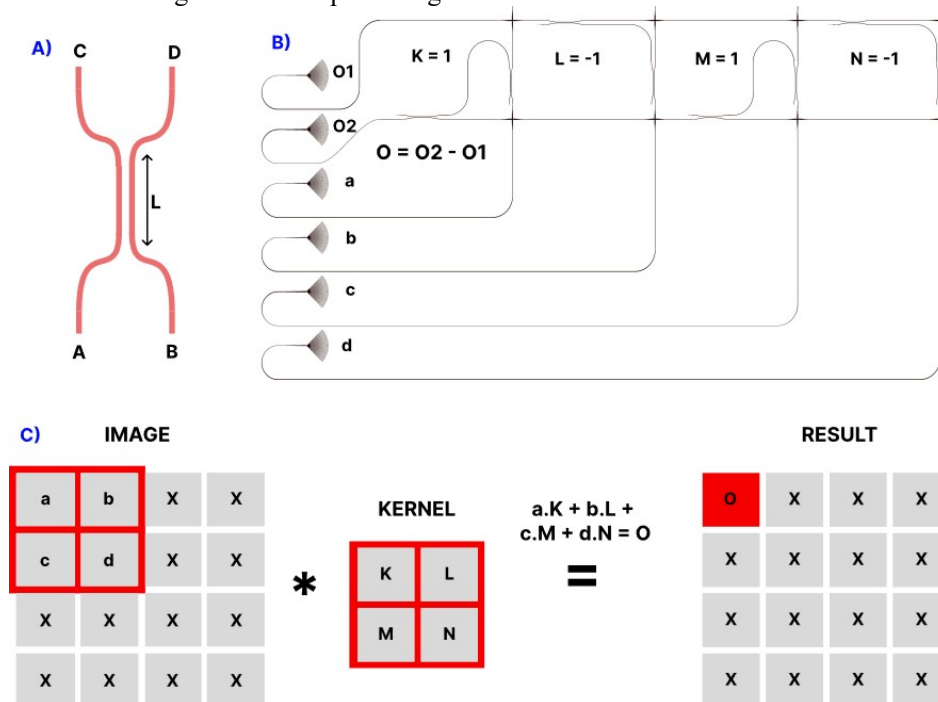 A)
C D
L
A B
B)
O1
K = 1
L = -1
M = 1
N = -1
O2
O = O2 - O1
a
b
c
d
C)
IMAGE
RESULT
a b X X
c d X X
X X X X
X X X X
*
KERNEL
K L
M N
a.K + b.L +
c.M + d.N = O
=
O X X X
X X X X
X X X X
X X X X